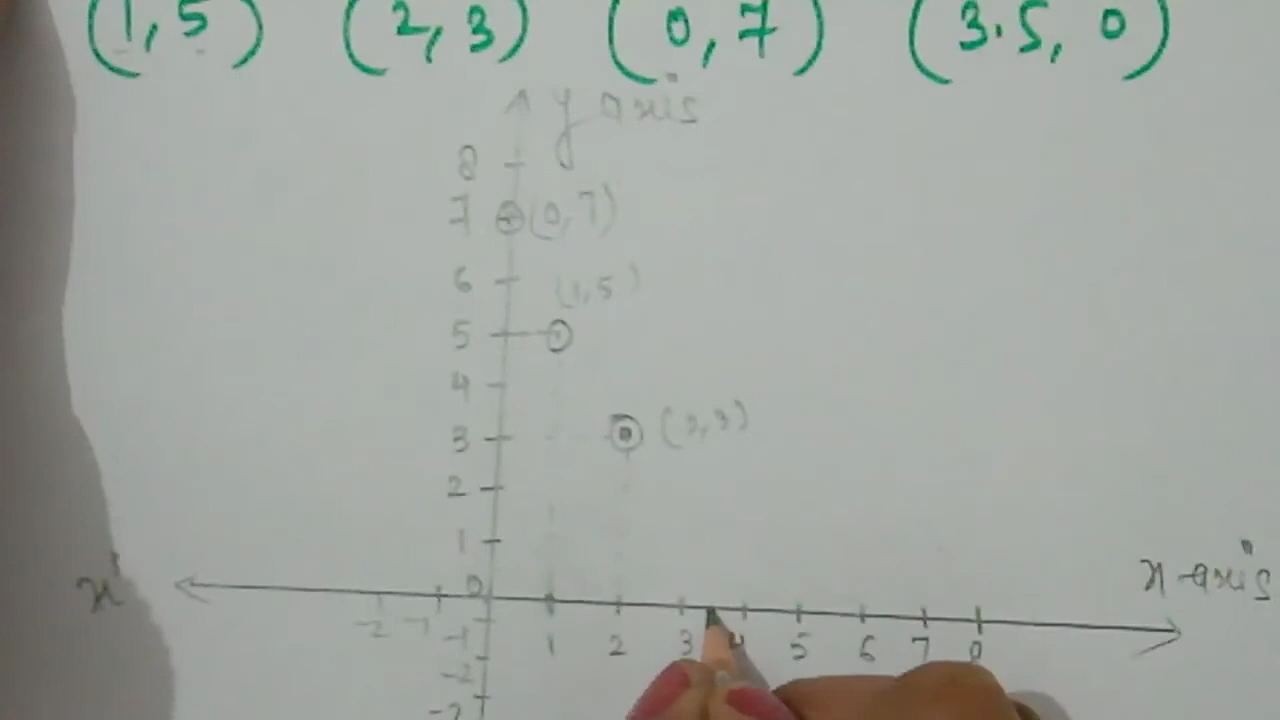 (1,5) (2,3) (0,7) (3.5, 0)
y axis
8
7 (0,7)
6 (1,5)
5
4
3 (2,3)
2
1
x' 0 x-axis
-2 -1 -1 1 2 3 4 5 6 7 8
-2